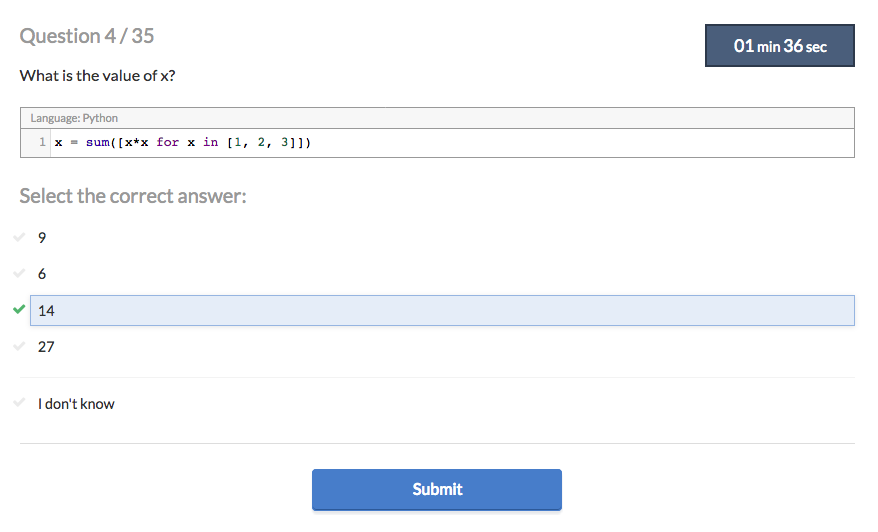 Question 4 / 35
01 min 36 sec
What is the value of x?
Language: Python
1 x = sum([x*x for x in [1, 2, 3]])
Select the correct answer:
9
6
14
27
I don't know
Submit